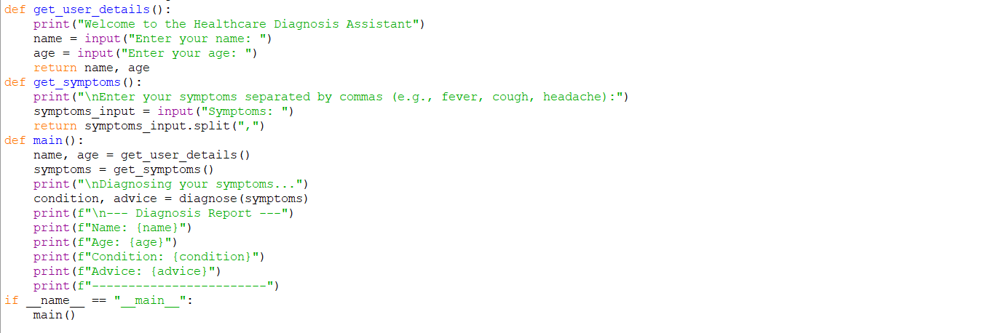 def get_user_details():
    print("Welcome to the Healthcare Diagnosis Assistant")
    name = input("Enter your name: ")
    age = input("Enter your age: ")
    return name, age
def get_symptoms():
    print("\nEnter your symptoms separated by commas (e.g., fever, cough, headache):")
    symptoms_input = input("Symptoms: ")
    return symptoms_input.split(",")
def main():
    name, age = get_user_details()
    symptoms = get_symptoms()
    print("\nDiagnosing your symptoms...")
    condition, advice = diagnose(symptoms)
    print(f"\n--- Diagnosis Report ---")
    print(f"Name: {name}")
    print(f"Age: {age}")
    print(f"Condition: {condition}")
    print(f"Advice: {advice}")
    print(f"------------------------")
if __name__ == "__main__":
    main()